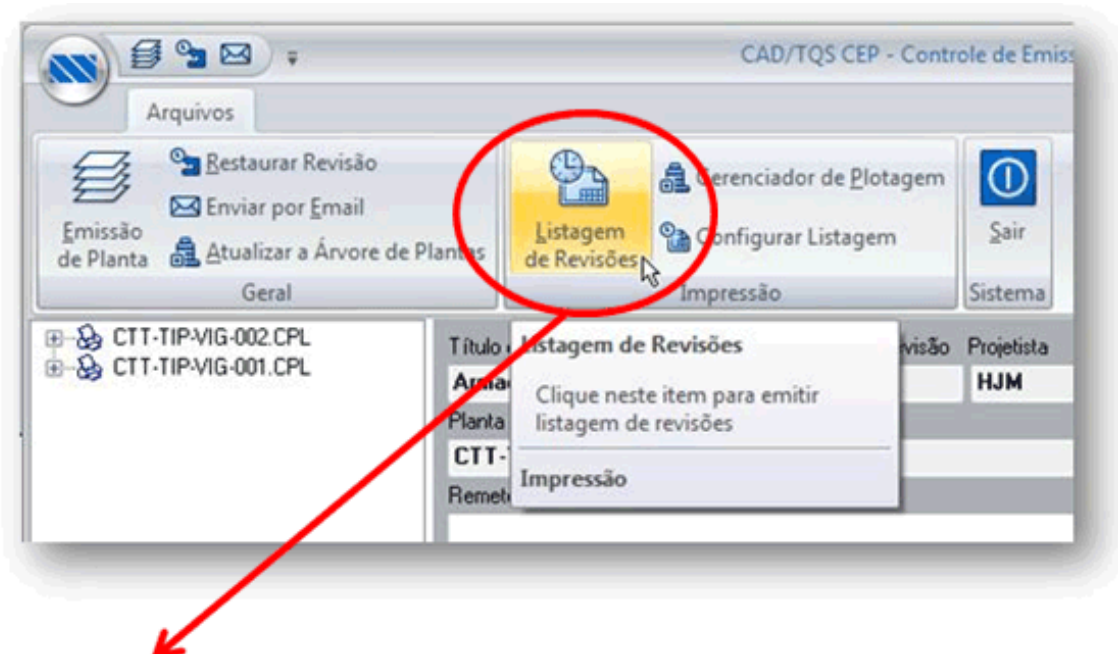 CAD/TQS CEP - Controle de Emiss
Arquivos
Emissão
de Planta
Restaurar Revisão
Enviar por Email
Atualizar a Árvore de Plantas
Geral
Listagem
de Revisões
Gerenciador de Plotagem
Configurar Listagem
Impressão
Sair
Sistema
CTT-TIP-VIG-002.CPL
CTT-TIP-VIG-001.CPL
Título
Projetista
HJM
Planta
CTT-
Listagem de Revisões
Clique neste item para emitir
listagem de revisões
Impressão